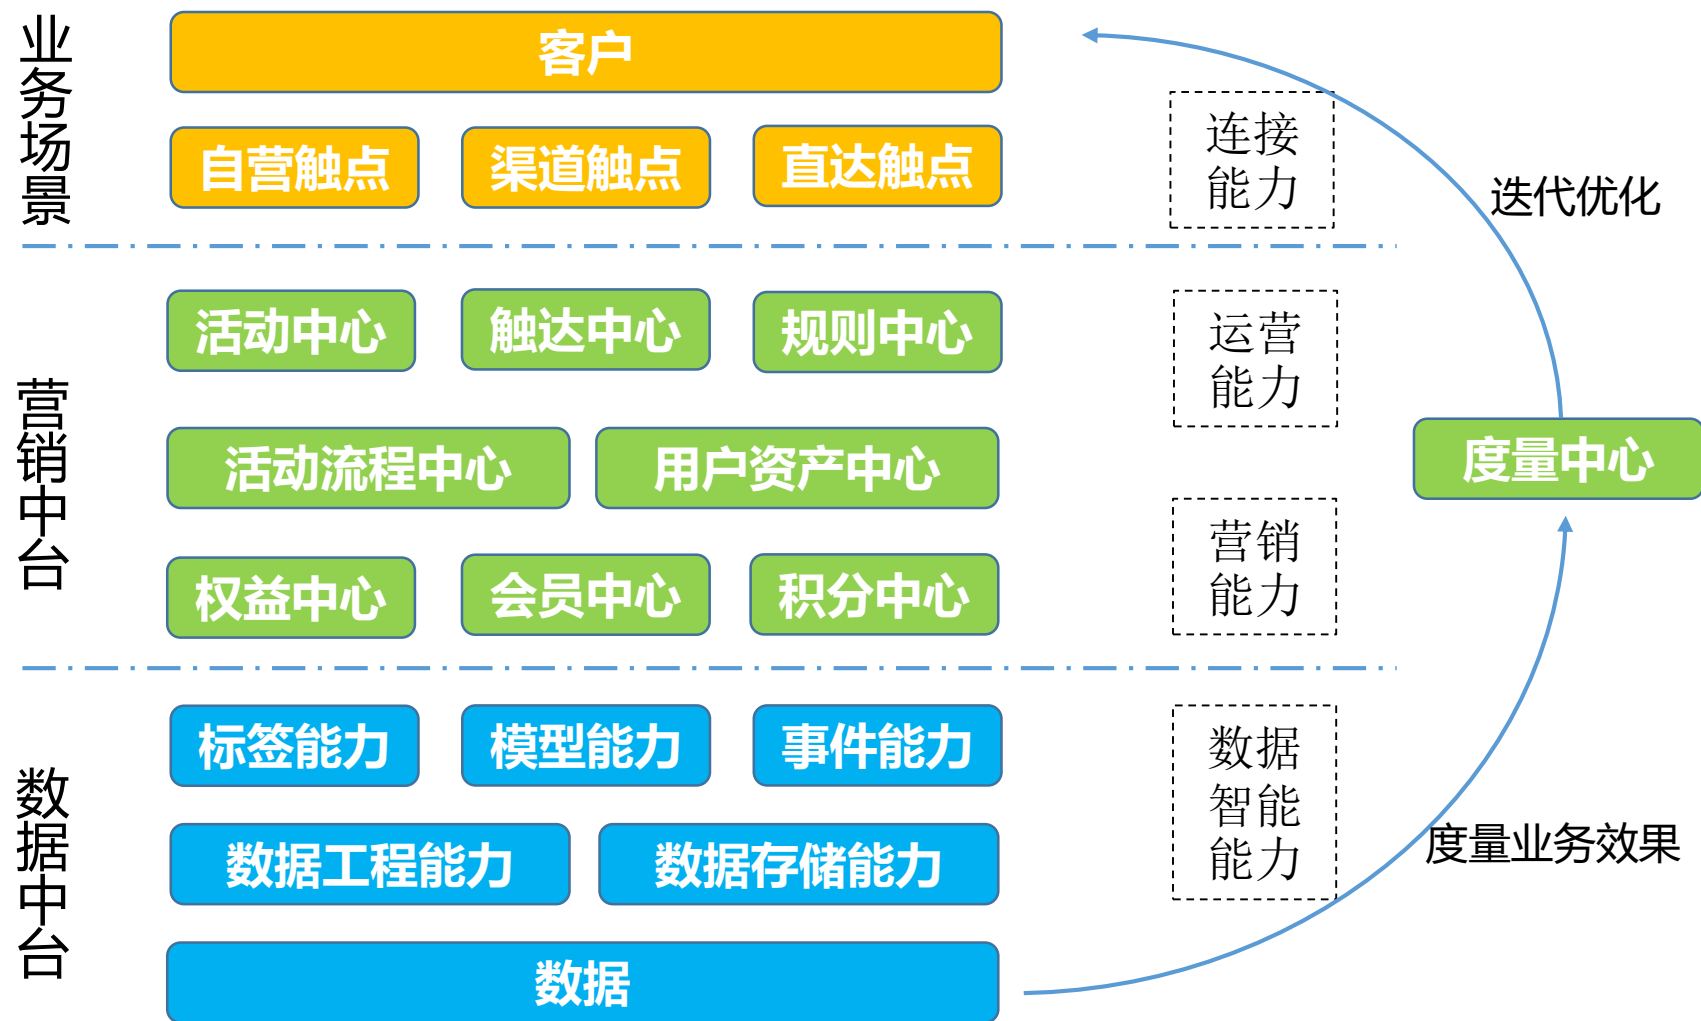 业务场景
客户
自营触点
渠道触点
直达触点
连接
能力
迭代优化
营销中台
活动中心
触达中心
规则中心
运营
能力
活动流程中心
用户资产中心
度量中心
权益中心
会员中心
积分中心
营销
能力
数据中台
标签能力
模型能力
事件能力
数据
智能
能力
数据工程能力
数据存储能力
度量业务效果
数据